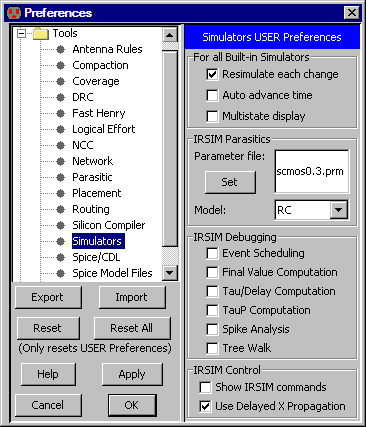 Preferences
Tools
Antenna Rules
Compaction
Coverage
DRC
Fast Henry
Logical Effort
NCC
Network
Parasitic
Placement
Routing
Silicon Compiler
Simulators
Spice/CDL
Spice Model Files
Export
Import
Reset
Reset All
(Only resets USER Preferences)
Help
Apply
Cancel
OK
Simulators USER Preferences
For all Built-in Simulators
Resimulate each change
Auto advance time
Multistate display
IRSIM Parasitics
Parameter file:
scmos0.3.prm
Set
Model:
RC
IRSIM Debugging
Event Scheduling
Final Value Computation
Tau/Delay Computation
TauP Computation
Spike Analysis
Tree Walk
IRSIM Control
Show IRSIM commands
Use Delayed X Propagation